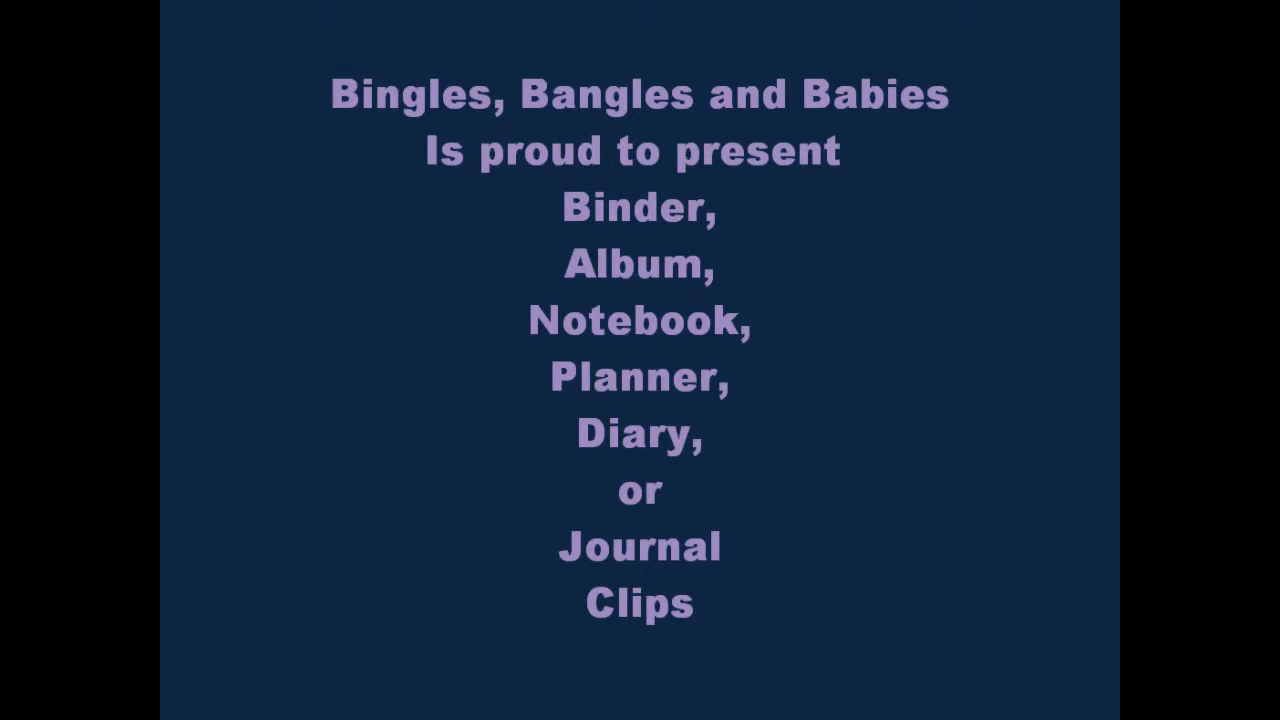 Bingles, Bangles and Babies
Is proud to present
Binder,
Album,
Notebook,
Planner,
Diary,
or
Journal
Clips